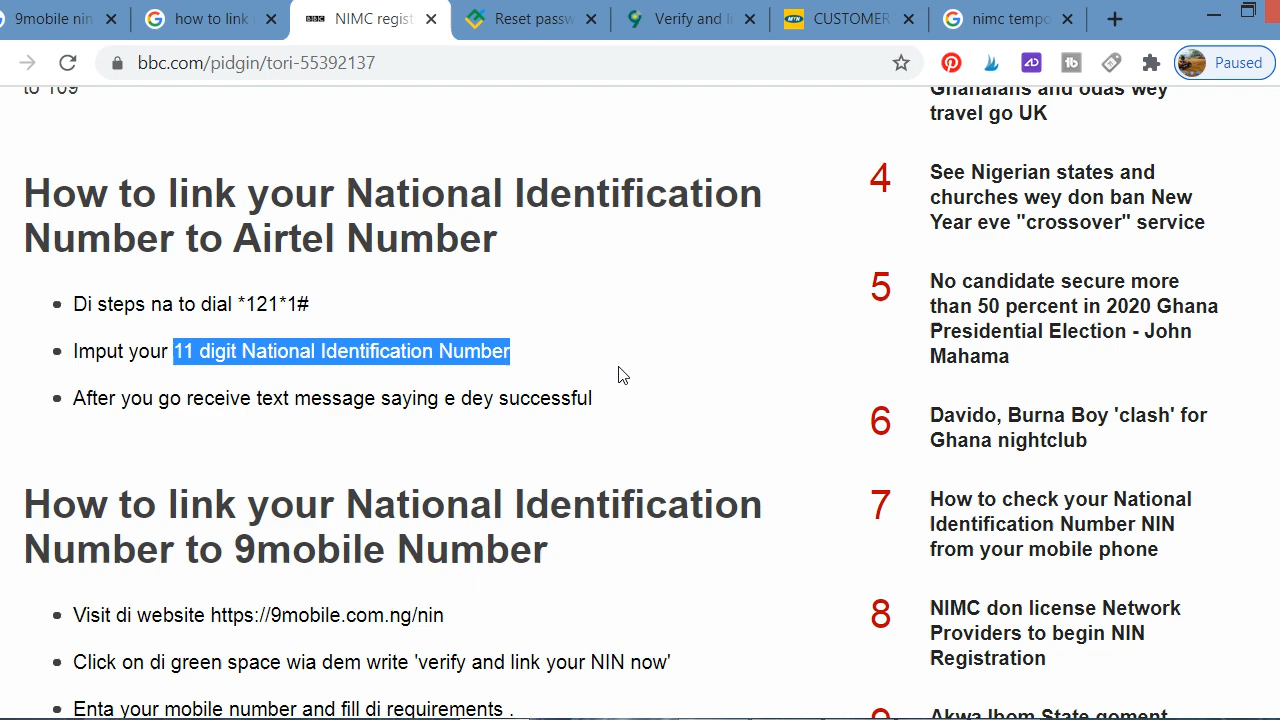 9mobile nin
how to link
NIMC regist
Reset passw
Verify and li
CUSTOMER
nimc tempo
bbc.com/pidgin/tori-55392137
Paused
to 109
How to link your National Identification
Number to Airtel Number
Di steps na to dial *121*1#
Imput your 11 digit National Identification Number
After you go receive text message saying e dey successful
How to link your National Identification
Number to 9mobile Number
Visit di website https://9mobile.com.ng/nin
Click on di green space wia dem write 'verify and link your NIN now'
Enta your mobile number and fill di requirements .
Ghanaians and odas wey
travel go UK
4
See Nigerian states and
churches wey don ban New
Year eve "crossover" service
5
No candidate secure more
than 50 percent in 2020 Ghana
Presidential Election - John
Mahama
6
Davido, Burna Boy 'clash' for
Ghana nightclub
7
How to check your National
Identification Number NIN
from your mobile phone
8
NIMC don license Network
Providers to begin NIN
Registration
9
Akwa Ibom State goment